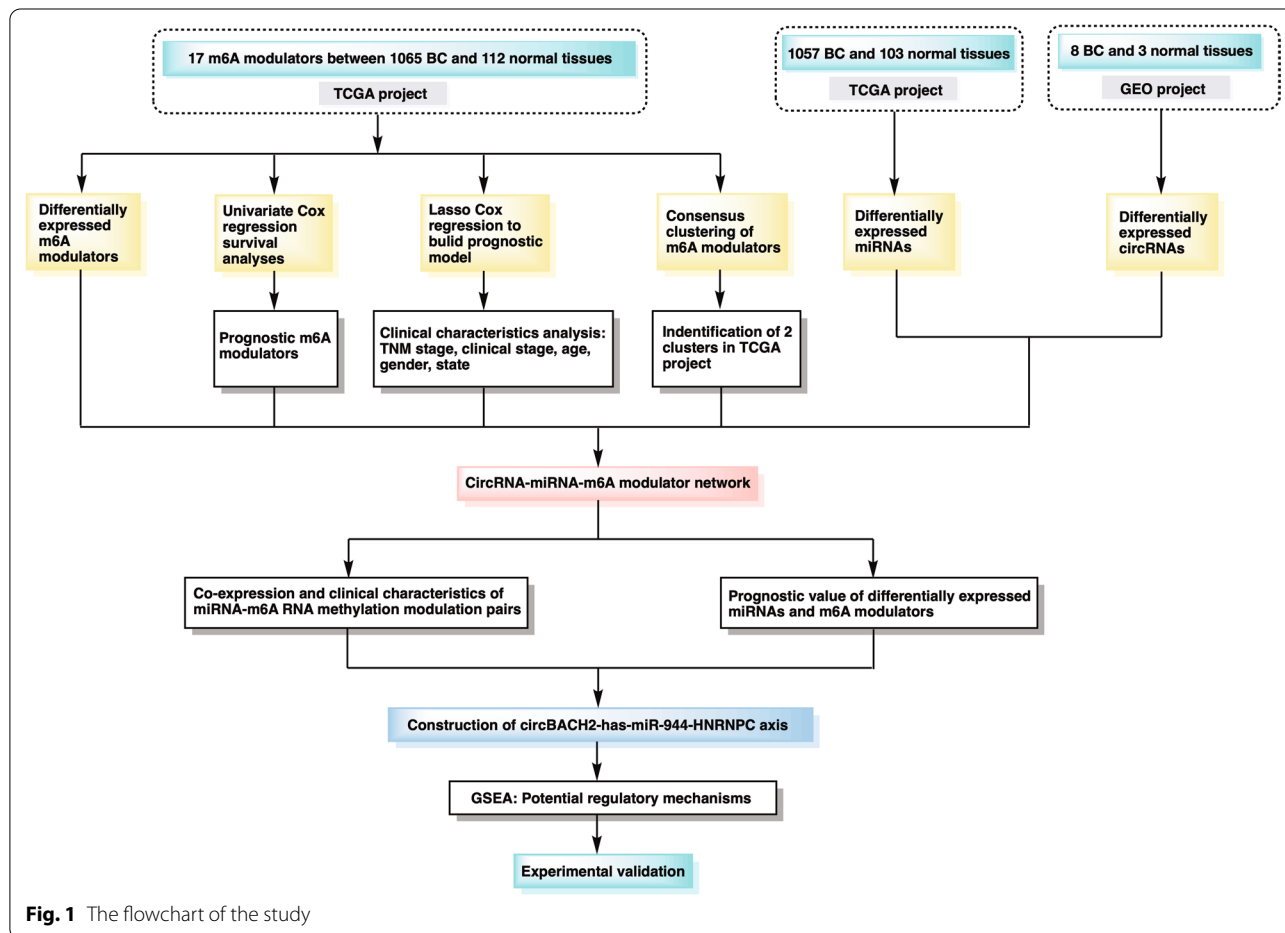 17 m6A modulators between 1065 BC and 112 normal tissues
TCGA project
1057 BC and 103 normal tissues
TCGA project
8 BC and 3 normal tissues
GEO project
Differentially
expressed
m6A
modulators
Univariate Cox
regression
survival
analyses
Lasso Cox
regression to
bulid prognostic
model
Consensus
clustering of
m6A modulators
Differentially
expressed
miRNAs
Differentially
expressed
circRNAs
Prognostic m6A
modulators
Clinical characteristics analysis:
TNM stage, clinical stage, age,
gender, state
Indentification of 2
clusters in TCGA
project
CircRNA-miRNA-m6A modulator network
Co-expression and clinical characteristics of
miRNA-m6A RNA methylation modulation pairs
Prognostic value of differentially expressed
miRNAs and m6A modulators
Construction of circBACH2-has-miR-944-HNRNPC axis
GSEA: Potential regulatory mechanisms
Experimental validation
Fig. 1 The flowchart of the study